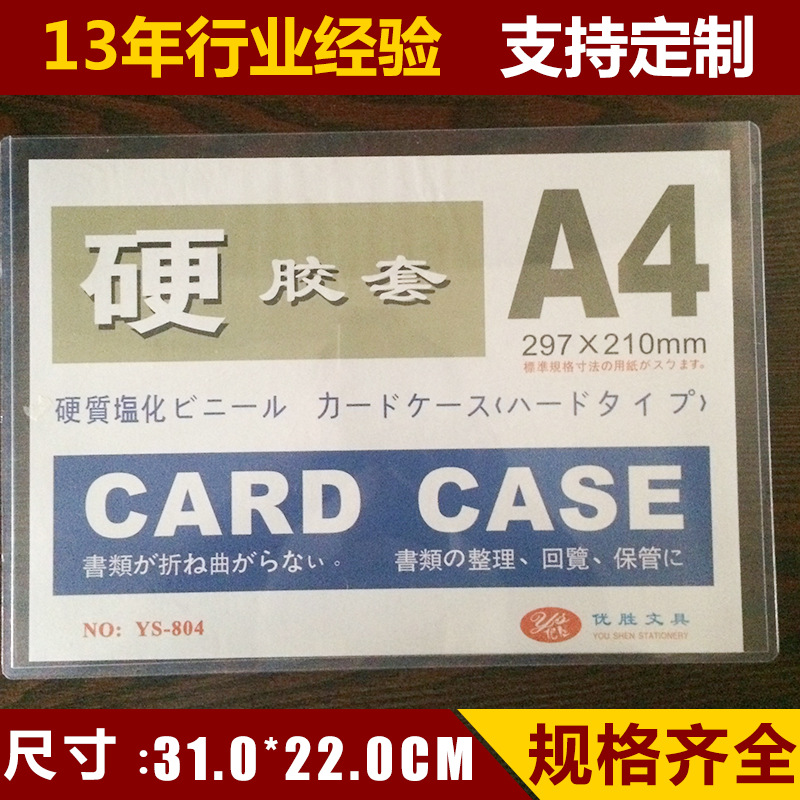 13年行业经验 支持定制
硬胶套
A4
297×210mm
標準規格寸法の用紙がスウます。
硬質塩化ビニール カードケース(ハードタイプ)
CARD CASE
書類が折ね曲がらない。 書類の整理、回覽、保管に
NO: YS-804
Ys
优胜
优胜文具
YOU SHEN STATIONERY
尺寸:31.0*22.0CM
规格齐全